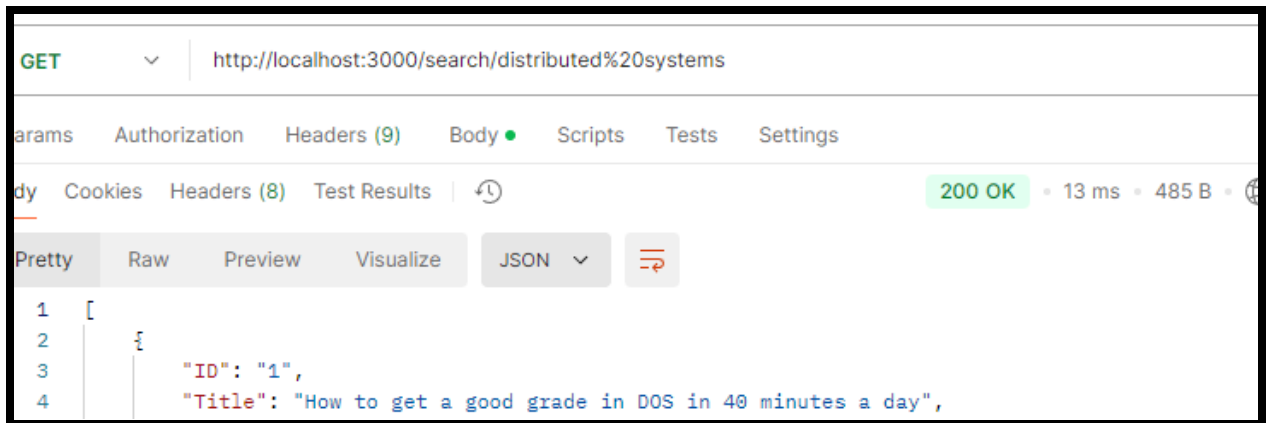 GET http://localhost:3000/search/distributed%20systems
arams Authorization Headers (9) Body Scripts Tests Settings
dy Cookies Headers (8) Test Results 200 OK 13 ms 485 B
Pretty Raw Preview Visualize JSON
1 [
2 {
3 "ID": "1",
4 "Title": "How to get a good grade in DOS in 40 minutes a day",